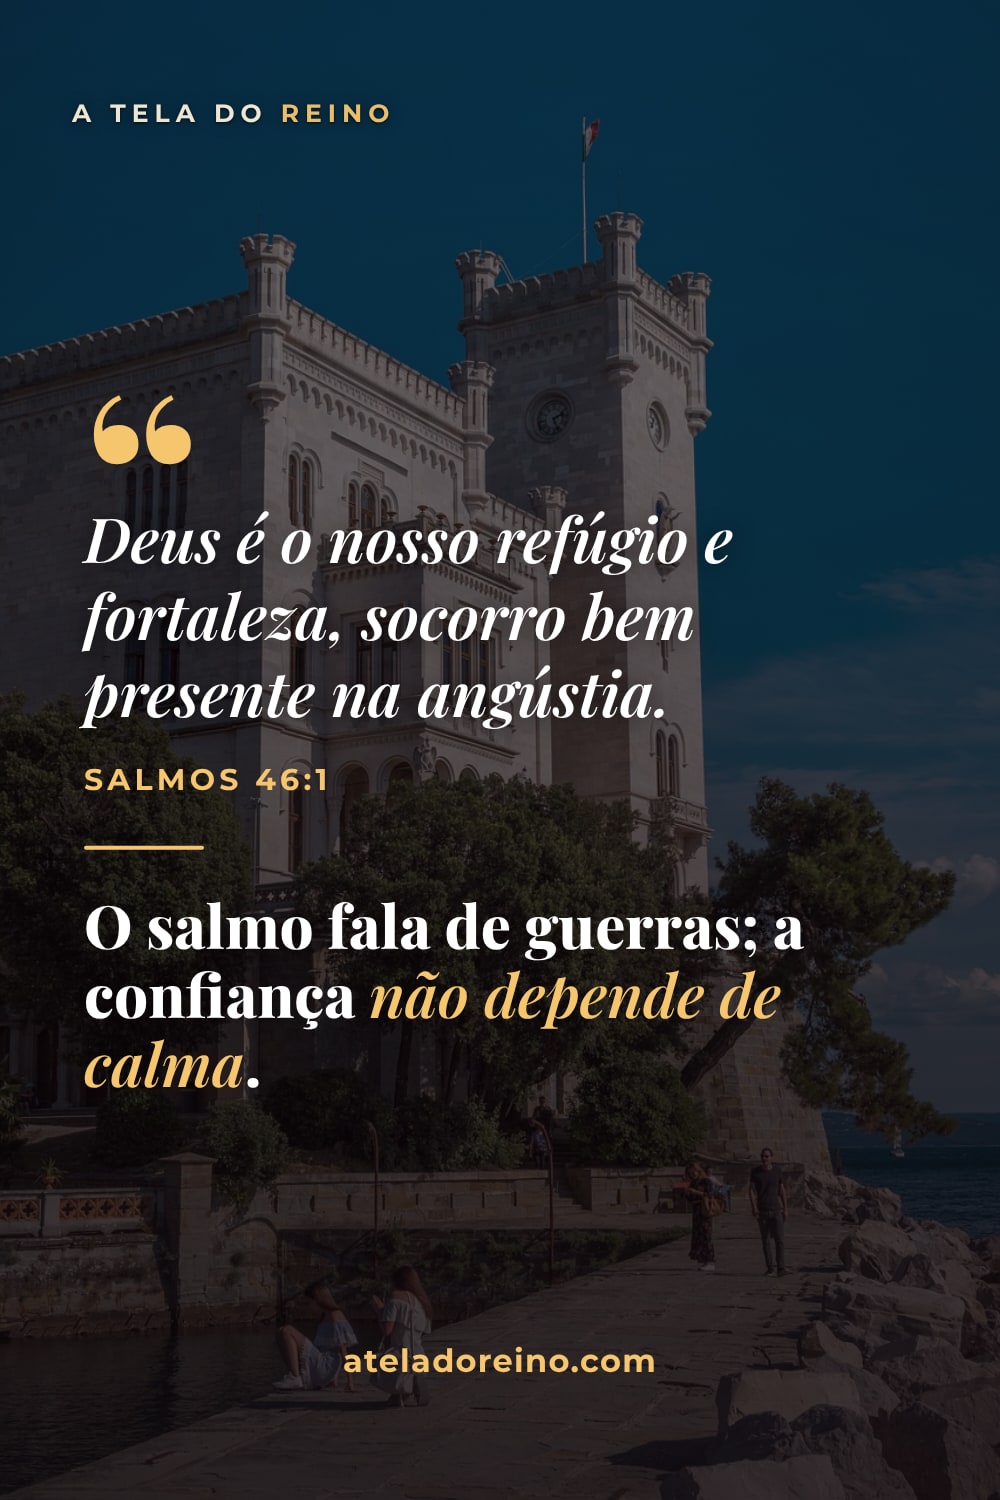 A TELA DO REINO
“
Deus é o nosso refúgio e
fortaleza, socorro bem
presente na angústia.
SALMOS 46:1
O salmo fala de guerras; a
confiança não depende de
calma.
ateladoreino.com